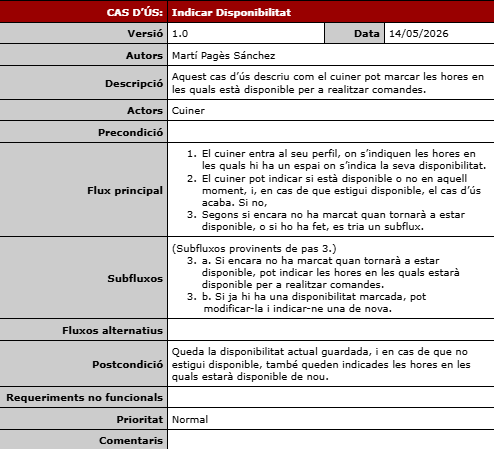 CAS D'ÚS: Indicar Disponibilitat
Versió 1.0 Data 14/05/2026
Autors Martí Pagès Sánchez
Descripció Aquest cas d'ús descriu com el cuiner pot marcar les hores en
les quals està disponible per a realitzar comandes.
Actors Cuiner
Precondició
Flux principal
1. El cuiner entra al seu perfil, on s'indiquen les hores en
les quals hi ha un espai on s'indica la seva disponibilitat.
2. El cuiner pot indicar si està disponible o no en aquell
moment, i, en cas de que estigui disponible, el cas d'ús
acaba. Si no,
3. Segons si encara no ha marcat quan tornarà a estar
disponible, o si ho ha fet, es tria un subflux.
Subfluxos
(Subfluxos provinents de pas 3.)
3. a. Si encara no ha marcat quan tornarà a estar
disponible, pot indicar les hores en les quals estarà
disponible per a realitzar comandes.
3. b. Si ja hi ha una disponibilitat marcada, pot
modificar-la i indicar-ne una de nova.
Fluxos alternatius
Postcondició
Queda la disponibilitat actual guardada, i en cas de que no
estigui disponible, també queden indicades les hores en les
quals estarà disponible de nou.
Requeriments no funcionals
Prioritat Normal
Comentaris